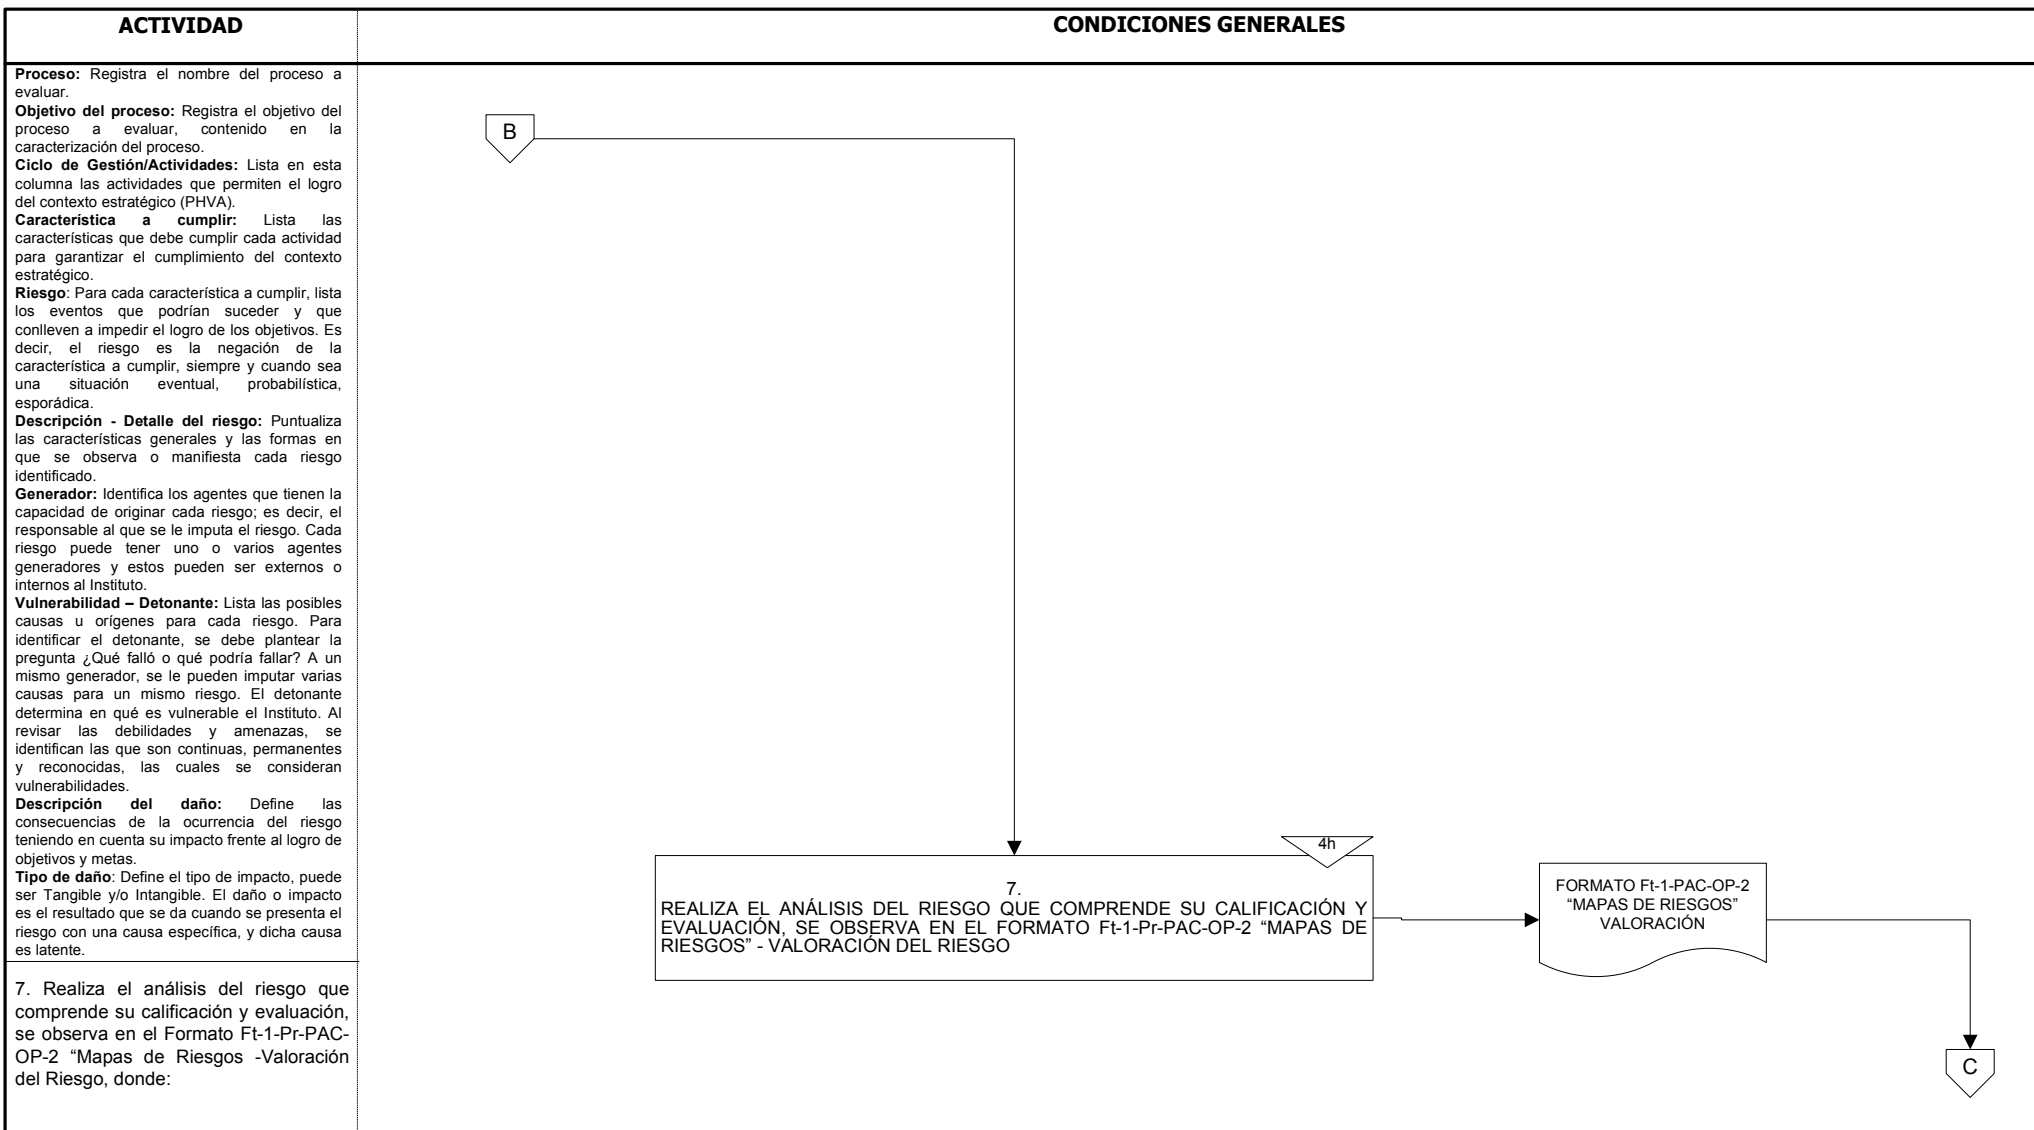 ACTIVIDAD
CONDICIONES GENERALES
Proceso: Registra el nombre del proceso a
evaluar.
Objetivo del proceso: Registra el objetivo del
proceso a evaluar, contenido en la
caracterización del proceso.
Ciclo de Gestión/Actividades: Lista en esta
columna las actividades que permiten el logro
del contexto estratégico (PHVA).
Característica a cumplir: Lista las
características que debe cumplir cada actividad
para garantizar el cumplimiento del contexto
estratégico.
Riesgo: Para cada característica a cumplir, lista
los eventos que podrían suceder y que
conlleven a impedir el logro de los objetivos. Es
decir, el riesgo es la negación de la
característica a cumplir, siempre y cuando sea
una situación eventual, probabilística,
esporádica.
Descripción - Detalle del riesgo: Puntualiza
las características generales y las formas en
que se observa o manifiesta cada riesgo
identificado.
Generador: Identifica los agentes que tienen la
capacidad de originar cada riesgo; es decir, el
responsable al que se le imputa el riesgo. Cada
riesgo puede tener uno o varios agentes
generadores y estos pueden ser externos o
internos al Instituto.
Vulnerabilidad – Detonante: Lista las posibles
causas u orígenes para cada riesgo. Para
identificar el detonante, se debe plantear la
pregunta ¿Qué falló o qué podría fallar? A un
mismo generador, se le pueden imputar varias
causas para un mismo riesgo. El detonante
determina en qué es vulnerable el Instituto. Al
revisar las debilidades y amenazas, se
identifican las que son continuas, permanentes
y reconocidas, las cuales se consideran
vulnerabilidades.
Descripción del daño: Define las
consecuencias de la ocurrencia del riesgo
teniendo en cuenta su impacto frente al logro de
objetivos y metas.
Tipo de daño: Define el tipo de impacto, puede
ser Tangible y/o Intangible. El daño o impacto
es el resultado que se da cuando se presenta el
riesgo con una causa específica, y dicha causa
es latente.
7. Realiza el análisis del riesgo que
comprende su calificación y evaluación,
se observa en el Formato Ft-1-Pr-PAC-
OP-2 “Mapas de Riesgos -Valoración
del Riesgo, donde:
B
4h
7.
REALIZA EL ANÁLISIS DEL RIESGO QUE COMPRENDE SU CALIFICACIÓN Y
EVALUACIÓN, SE OBSERVA EN EL FORMATO Ft-1-Pr-PAC-OP-2 “MAPAS DE
RIESGOS” - VALORACIÓN DEL RIESGO
FORMATO Ft-1-PAC-OP-2
“MAPAS DE RIESGOS”
VALORACIÓN
C